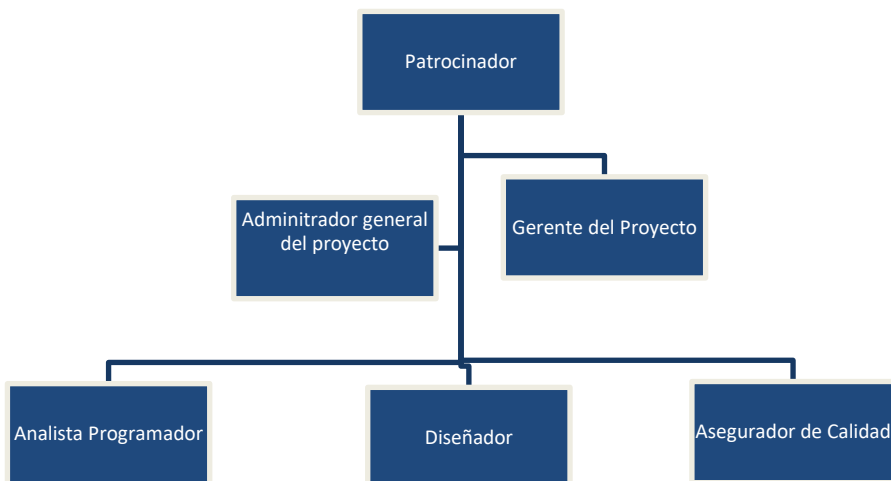 Patrocinador
Adminitrador general
del proyecto
Gerente del Proyecto
Analista Programador
Diseñador
Asegurador de Calidad